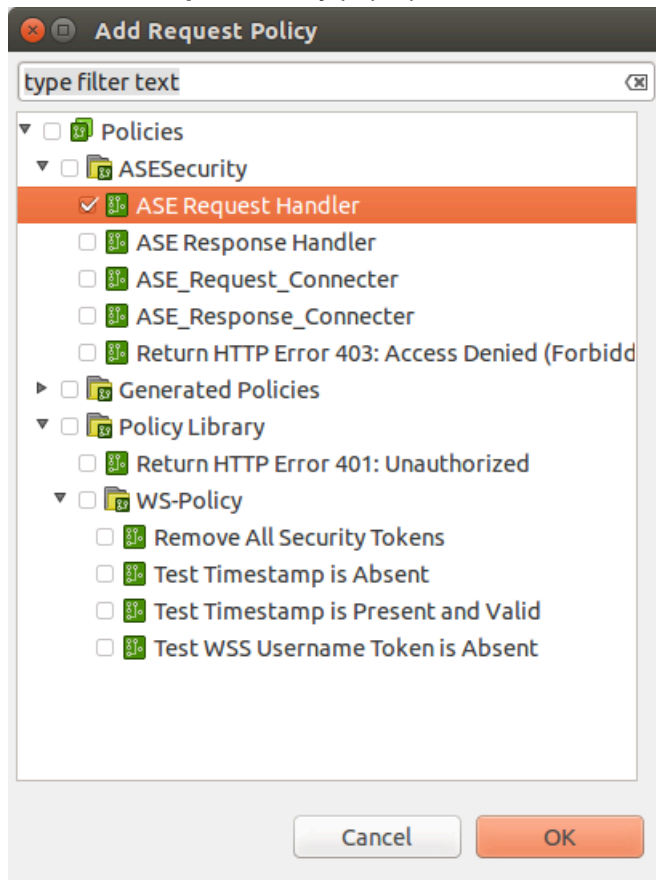 Add Request Policy
type filter text
Policies
ASESecurity
ASE Request Handler
ASE Response Handler
ASE_Request_Connecter
ASE_Response_Connecter
Return HTTP Error 403: Access Denied (Forbidd
Generated Policies
Policy Library
Return HTTP Error 401: Unauthorized
WS-Policy
Remove All Security Tokens
Test Timestamp is Absent
Test Timestamp is Present and Valid
Test WSS Username Token is Absent
Cancel OK